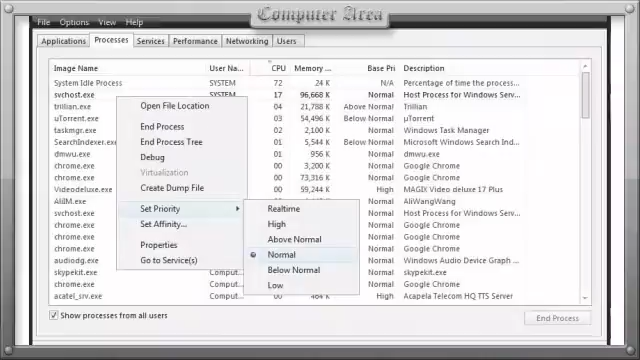 Computer Area
File Options View Help
Applications Processes Services Performance Networking Users
Image Name User Na... CPU Memory ... Base Pri Description
System Idle Process SYSTEM 72 24 K N/A Percentage of time the process ...
svchost.exe SYSTEM 17 96,668 K Normal Host Process for Windows Serv...
trillian.exe 04 21,788 K Above Normal Trillian
uTorrent.exe 03 54,496 K Below Normal µTorrent
taskmgr.exe 02 2,100 K Normal Windows Task Manager
SearchIndexer.exe 02 Normal Microsoft Windows Search Inde...
dmwu.exe 01 956 K Normal dmwu.exe
chrome.exe 00 Normal Google Chrome
chrome.exe 00 73,316 K Normal Google Chrome
Videodeluxe.exe 00 59,244 K High MAGIX Video deluxe 17 Plus
AliIM.exe 00 Normal AliWangWang
svchost.exe Normal Host Process for Windows Serv...
chrome.exe Normal Google Chrome
chrome.exe Normal Google Chrome
chrome.exe Normal Google Chrome
audiodg.exe Normal Windows Audio Device Graph ...
skypekit.exe Comput... Normal skypekit.exe
acatel_srv.exe Comput... 00 484 K High Acapela Telecom HQ TTS Server
Open File Location
End Process
End Process Tree
Debug
Virtualization
Create Dump File
Set Priority
Set Affinity...
Properties
Go to Service(s)
Realtime
High
Above Normal
Normal
Below Normal
Low
Show processes from all users
End Process